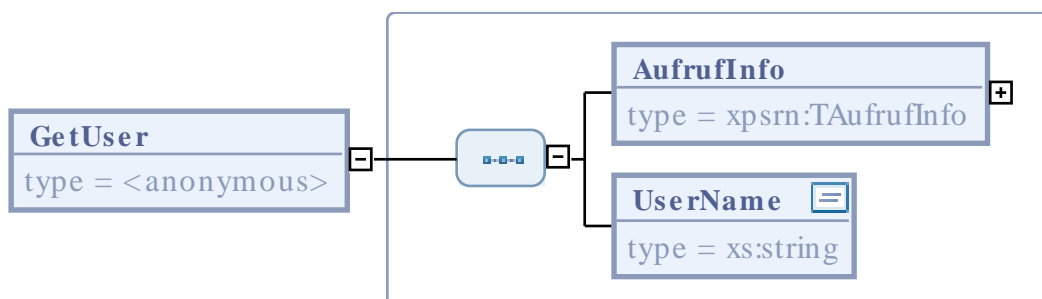 AufrufInfo
type = xpsrn:TAufrufInfo
GetUser
type = <anonymous>
UserName
type = xs:string